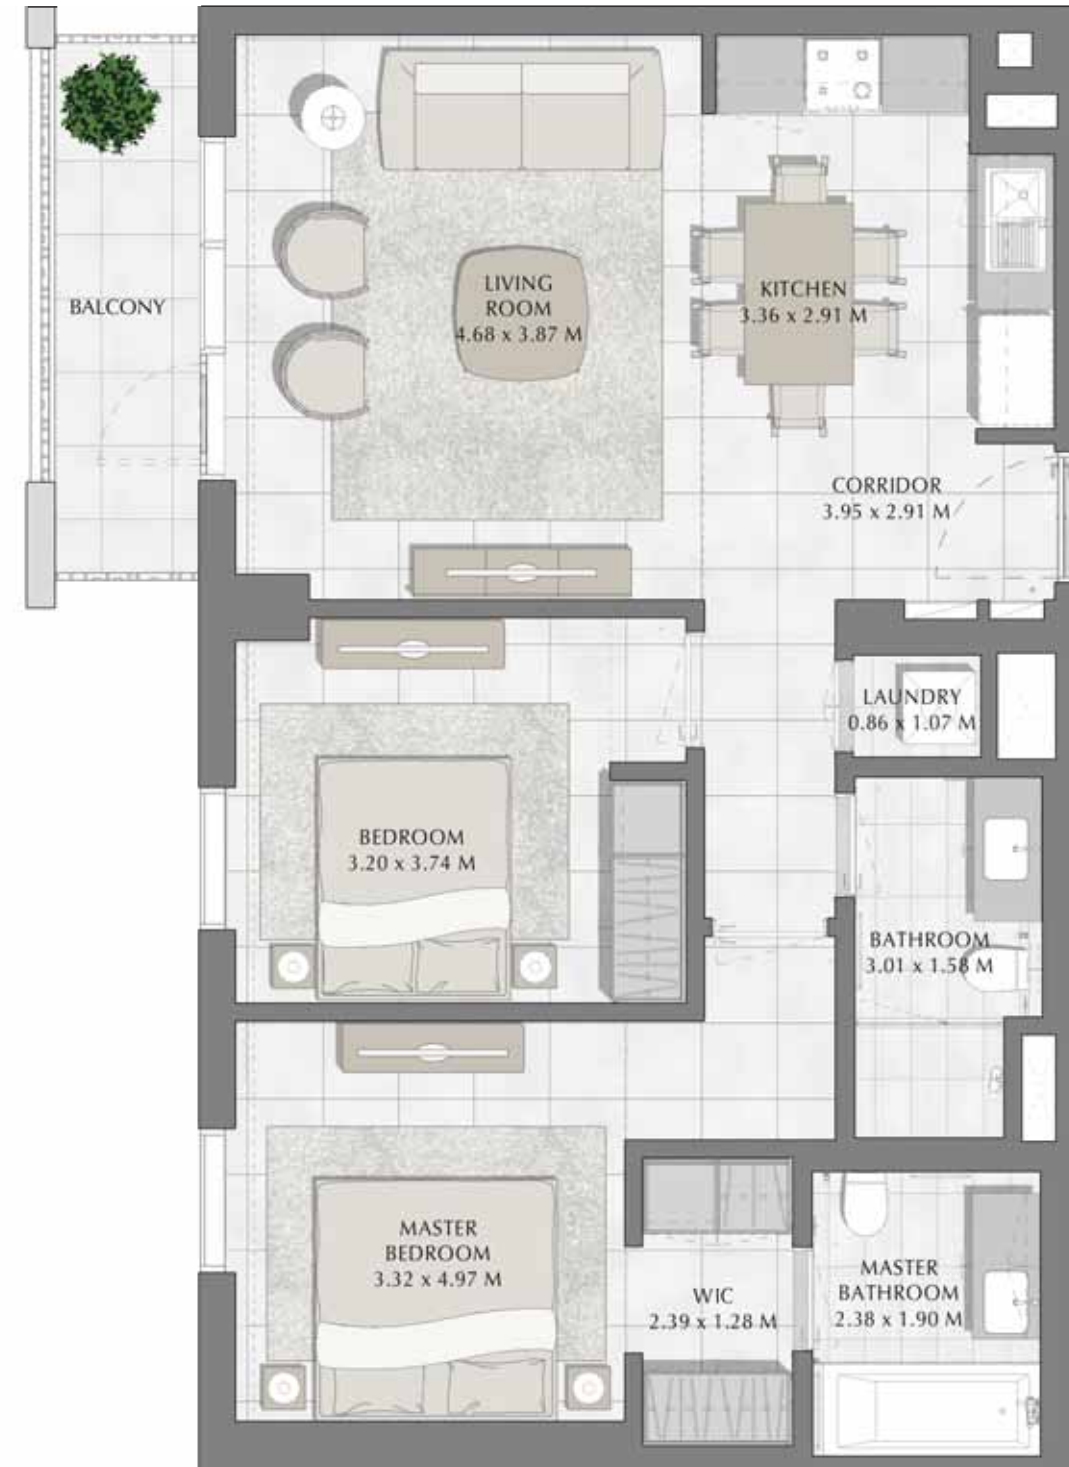 BALCONY
LIVING
ROOM
4.68 x 3.87 M
KITCHEN
3.36 x 2.91 M
CORRIDOR
3.95 x 2.91 M
LAUNDRY
0.86 x 1.07 M
BEDROOM
3.20 x 3.74 M
BATHROOM
3.01 x 1.58 M
MASTER
BEDROOM
3.32 x 4.97 M
WIC
2.39 x 1.28 M
MASTER
BATHROOM
2.38 x 1.90 M